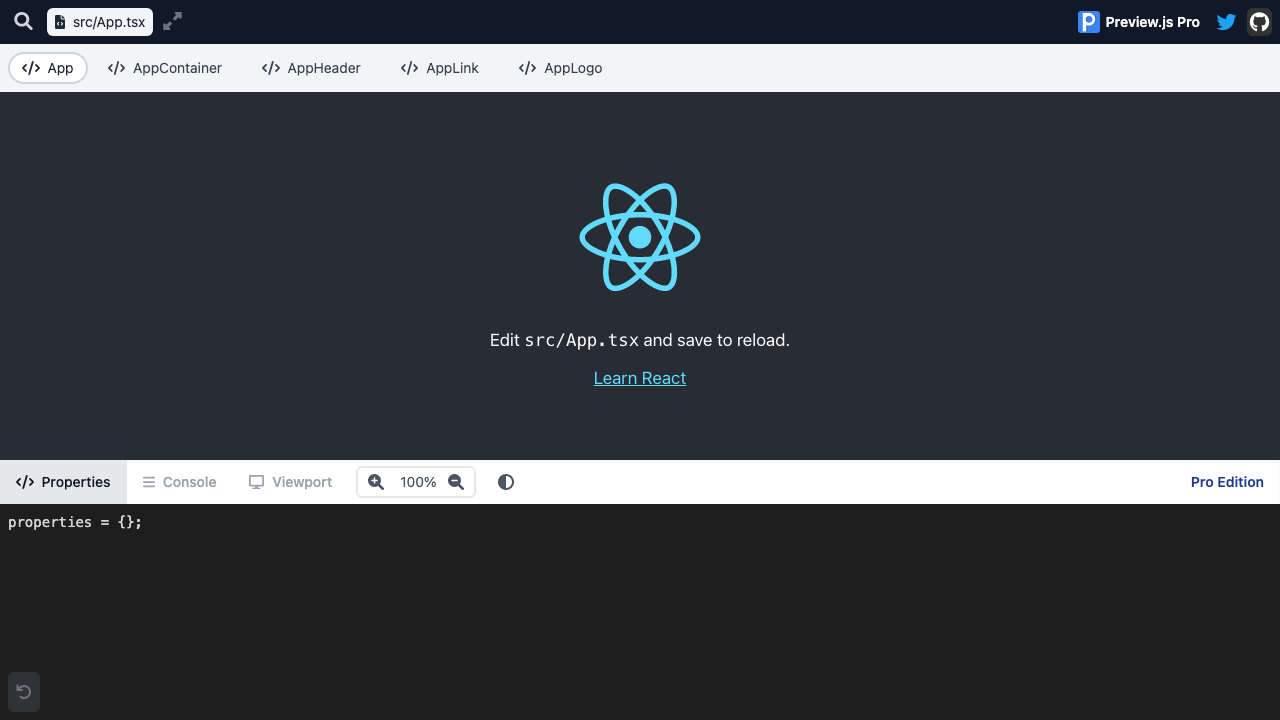 src/App.tsx
Preview.js Pro
App
AppContainer
AppHeader
AppLink
AppLogo
Edit src/App.tsx and save to reload.
Learn React
Properties
Console
Viewport
100%
Pro Edition
properties = {};